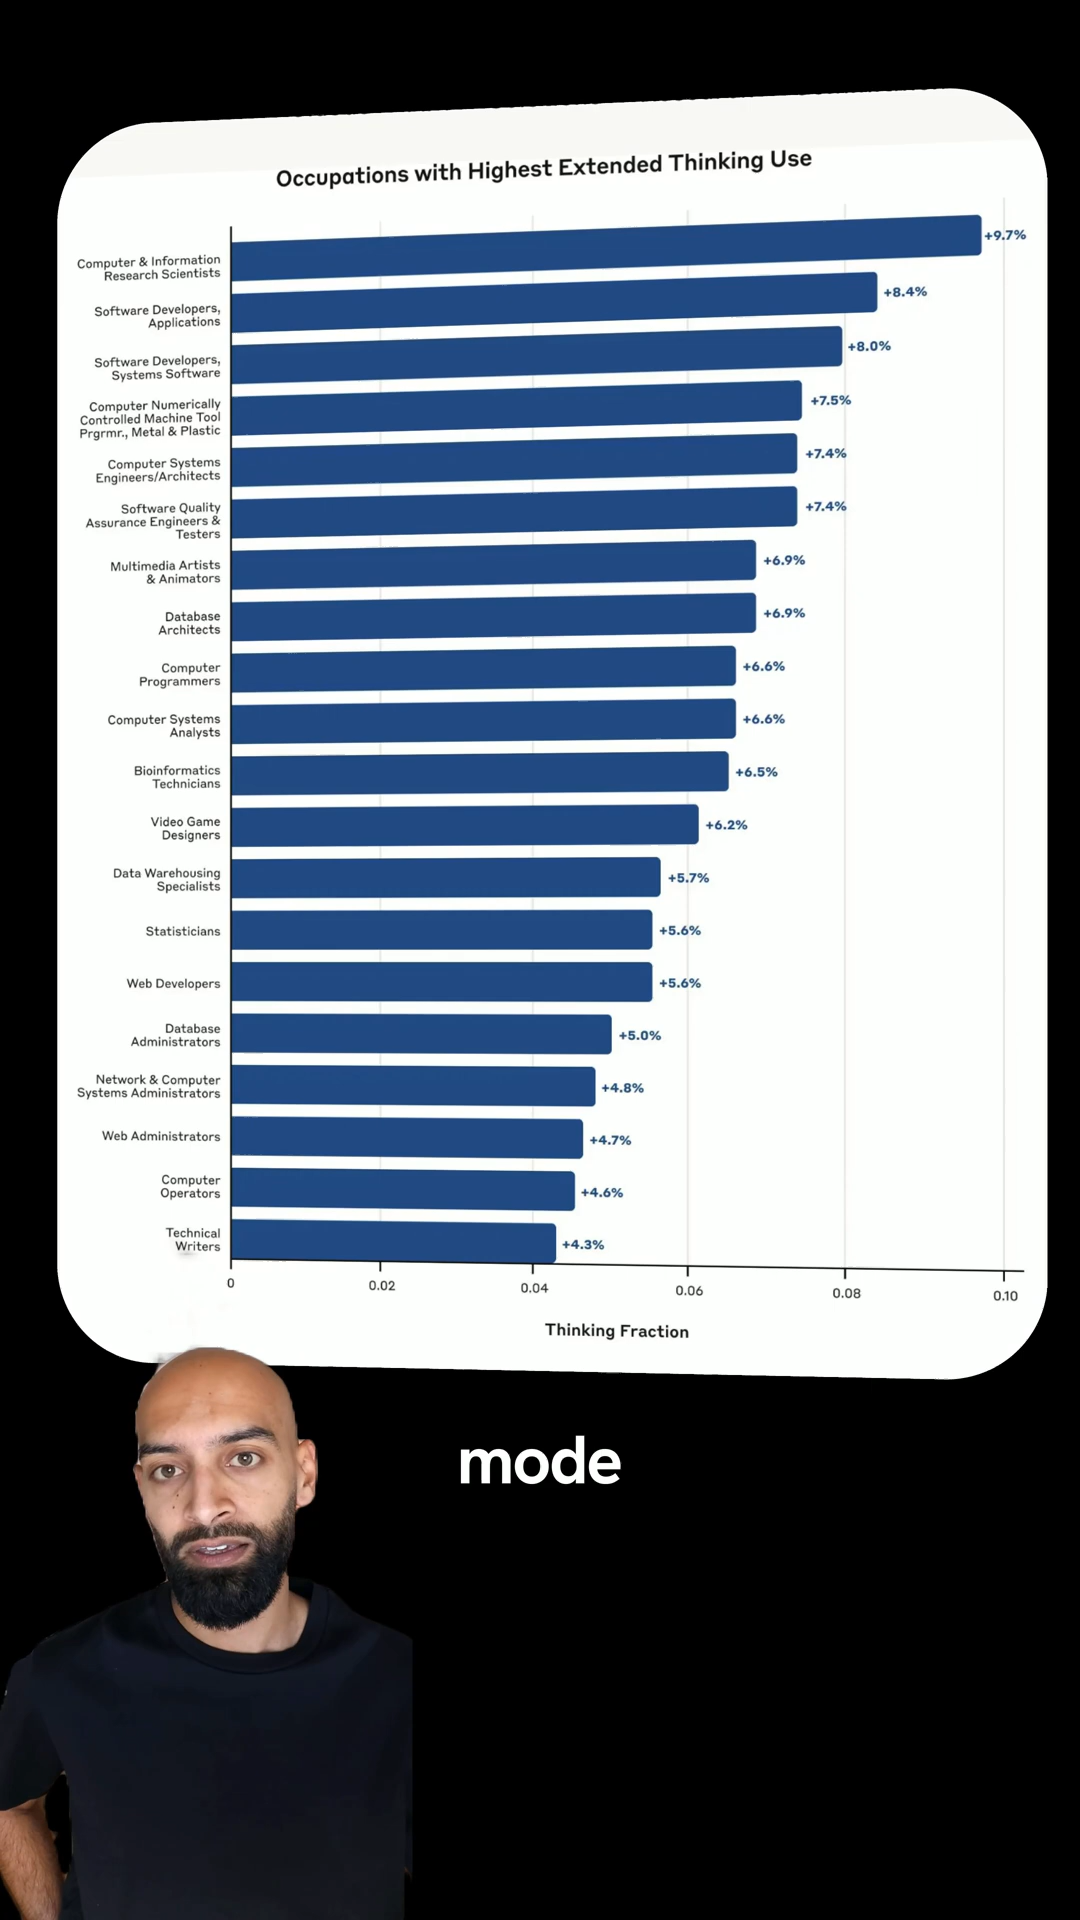 Occupations with Highest Extended Thinking Use
Computer & Information
Research Scientists
+9.7%
Software Developers,
Applications
+8.4%
Software Developers,
Systems Software
+8.0%
Computer Numerically
Controlled Machine Tool
Prgrmr., Metal & Plastic
+7.5%
Computer Systems
Engineers/Architects
+7.4%
Software Quality
Assurance Engineers &
Testers
+7.4%
Multimedia Artists
& Animators
+6.9%
Database
Architects
+6.9%
Computer
Programmers
+6.6%
Computer Systems
Analysts
+6.6%
Bioinformatics
Technicians
+6.5%
Video Game
Designers
+6.2%
Data Warehousing
Specialists
+5.7%
Statisticians
+5.6%
Web Developers
+5.6%
Database
Administrators
+5.0%
Network & Computer
Systems Administrators
+4.8%
Web Administrators
+4.7%
Computer
Operators
+4.6%
Technical
Writers
+4.3%
0 0.02 0.04 0.06 0.08 0.10
Thinking Fraction
mode